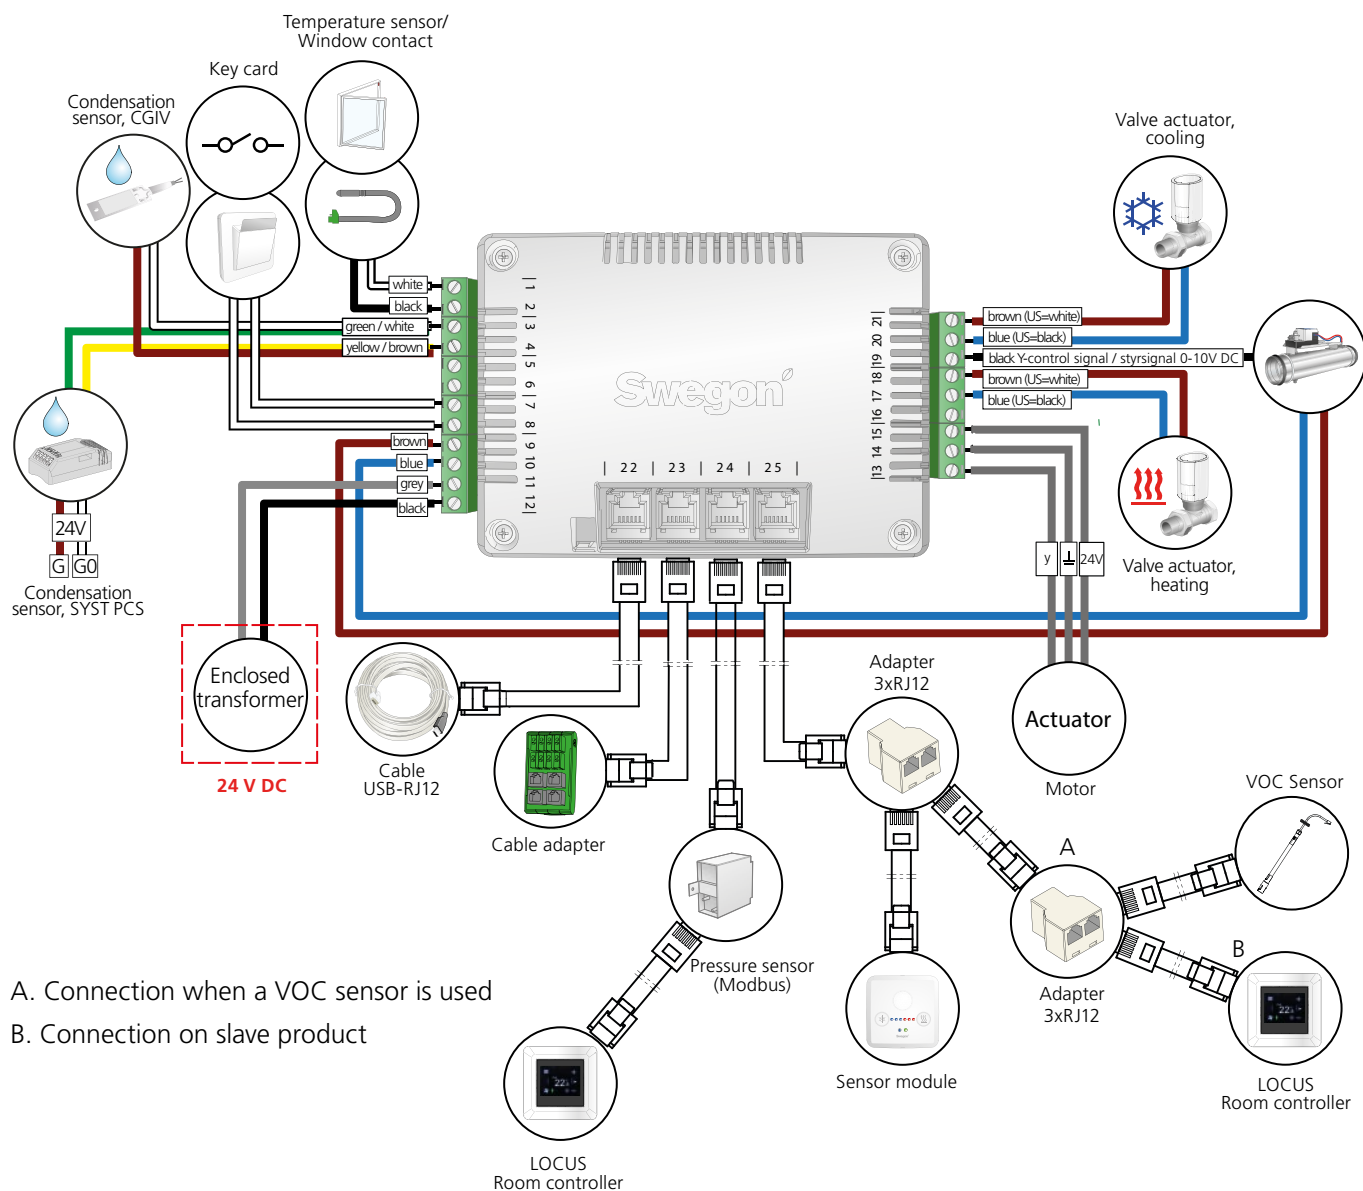 Temperature sensor/
Window contact
Key card
Condensation
sensor, CGIV
Valve actuator,
cooling
white
black
green / white
yellow / brown
brown
blue
grey
black
|1
2|
|3
4
|5
6|
|7
8|
9
10
11
12|
Swegon
| 22 | 23 | 24 | 25 |
21|
20
|19
18|
17
|16
15|
14
|13
brown (US=white)
blue (US=black)
black Y-control signal / styrsignal 0-10V DC
brown (US=white)
blue (US=black)
24V
G
G0
Condensation
sensor, SYST PCS
y
24V
Valve actuator,
heating
Enclosed
transformer
24 V DC
Cable
USB-RJ12
Cable adapter
Adapter
3xRJ12
Actuator
Motor
VOC Sensor
A
Pressure sensor
(Modbus)
B
Adapter
3xRJ12
A. Connection when a VOC sensor is used
B. Connection on slave product
Sensor module
LOCUS
Room controller
LOCUS
Room controller